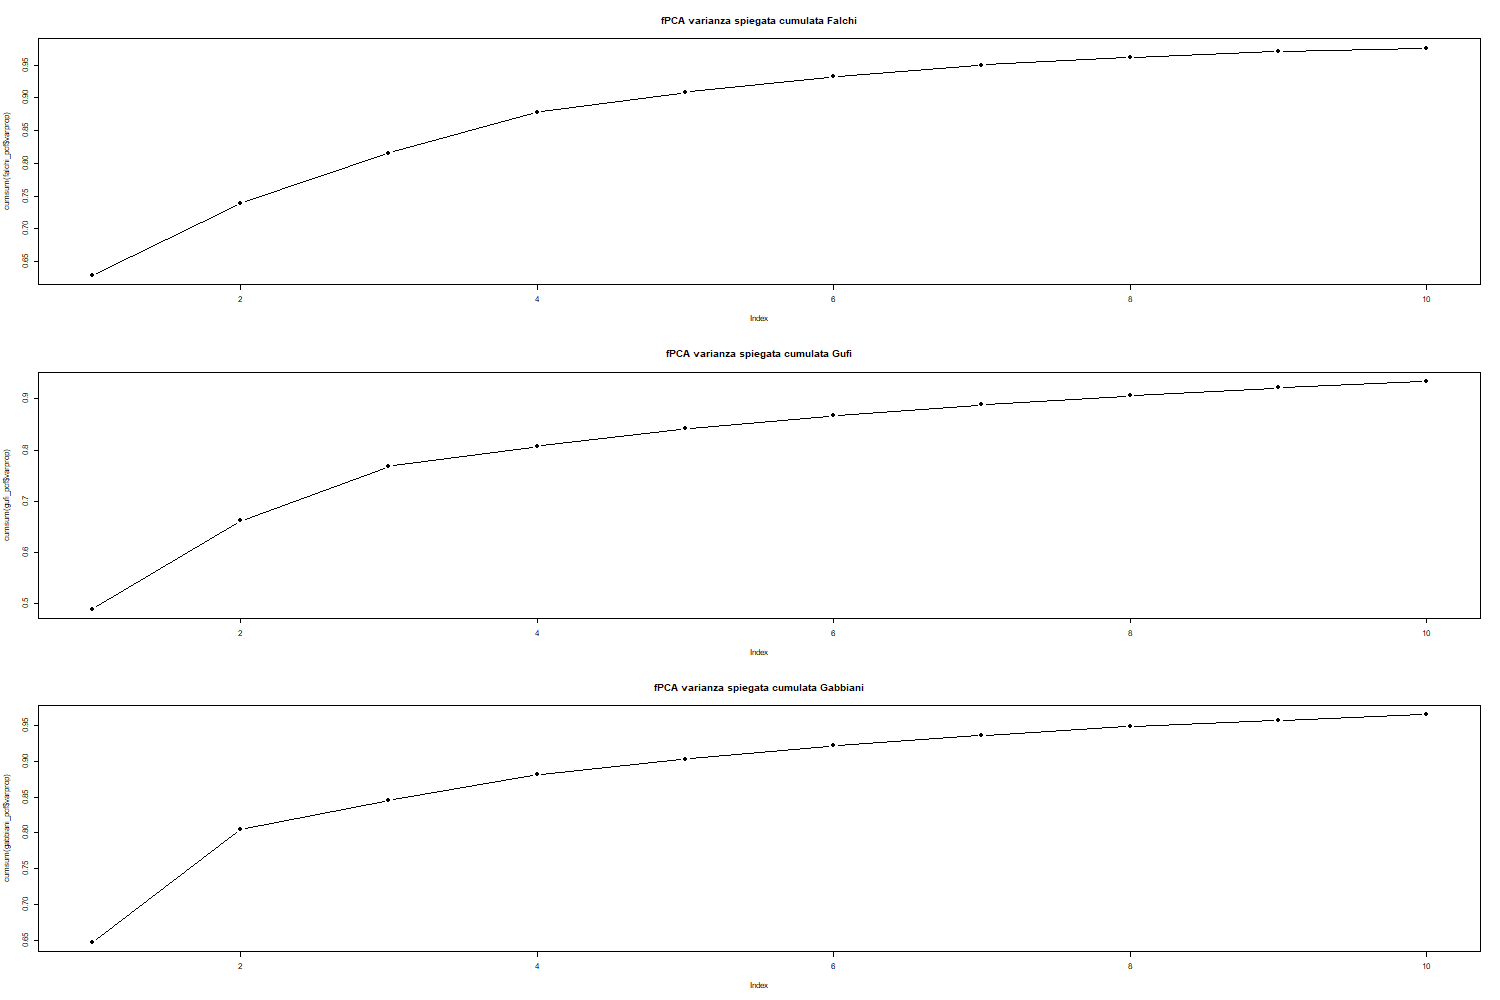 fPCA varianza spiegata cumulata Falchi
cumsum(falchi_pcf$varprop)
0.95
0.90
0.85
0.80
0.75
0.70
0.65
2 4 6 8 10
Index
fPCA varianza spiegata cumulata Gufi
cumsum(gufi_pcf$varprop)
0.9
0.8
0.7
0.6
0.5
2 4 6 8 10
Index
fPCA varianza spiegata cumulata Gabbiani
cumsum(gabbiani_pcf$varprop)
0.95
0.90
0.85
0.80
0.75
0.70
0.65
2 4 6 8 10
Index